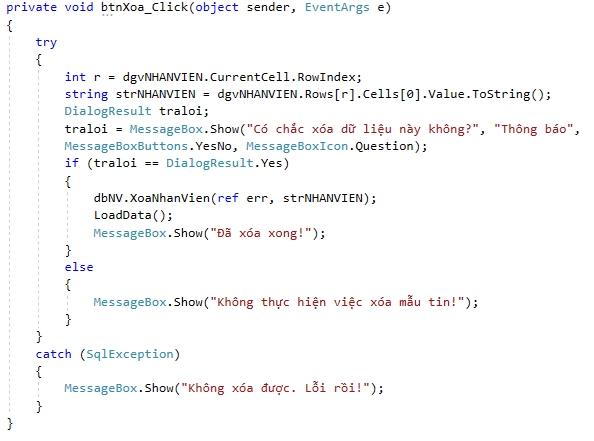 private void btnXoa_Click(object sender, EventArgs e)
{
    try
    {
        int r = dgvNHANVIEN.CurrentCell.RowIndex;
        string strNHANVIEN = dgvNHANVIEN.Rows[r].Cells[0].Value.ToString();
        DialogResult traloi;
        traloi = MessageBox.Show("Có chắc xóa dữ liệu này không?", "Thông báo",
        MessageBoxButtons.YesNo, MessageBoxIcon.Question);
        if (traloi == DialogResult.Yes)
        {
            dbNV.XoaNhanVien(ref err, strNHANVIEN);
            LoadData();
            MessageBox.Show("Đã xóa xong!");
        }
        else
        {
            MessageBox.Show("Không thực hiện việc xóa mẫu tin!");
        }
    }
    catch (SqlException)
    {
        MessageBox.Show("Không xóa được. Lỗi rồi!");
    }
}